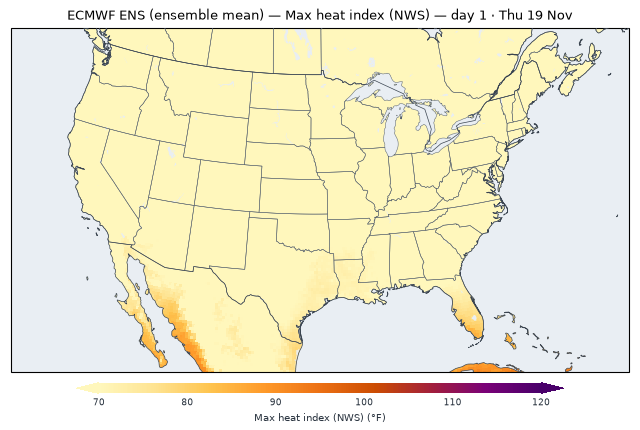 ECMWF ENS (ensemble mean) — Max heat index (NWS) — day 1 · Thu 19 Nov
70 80 90 100 110 120
Max heat index (NWS) (°F)